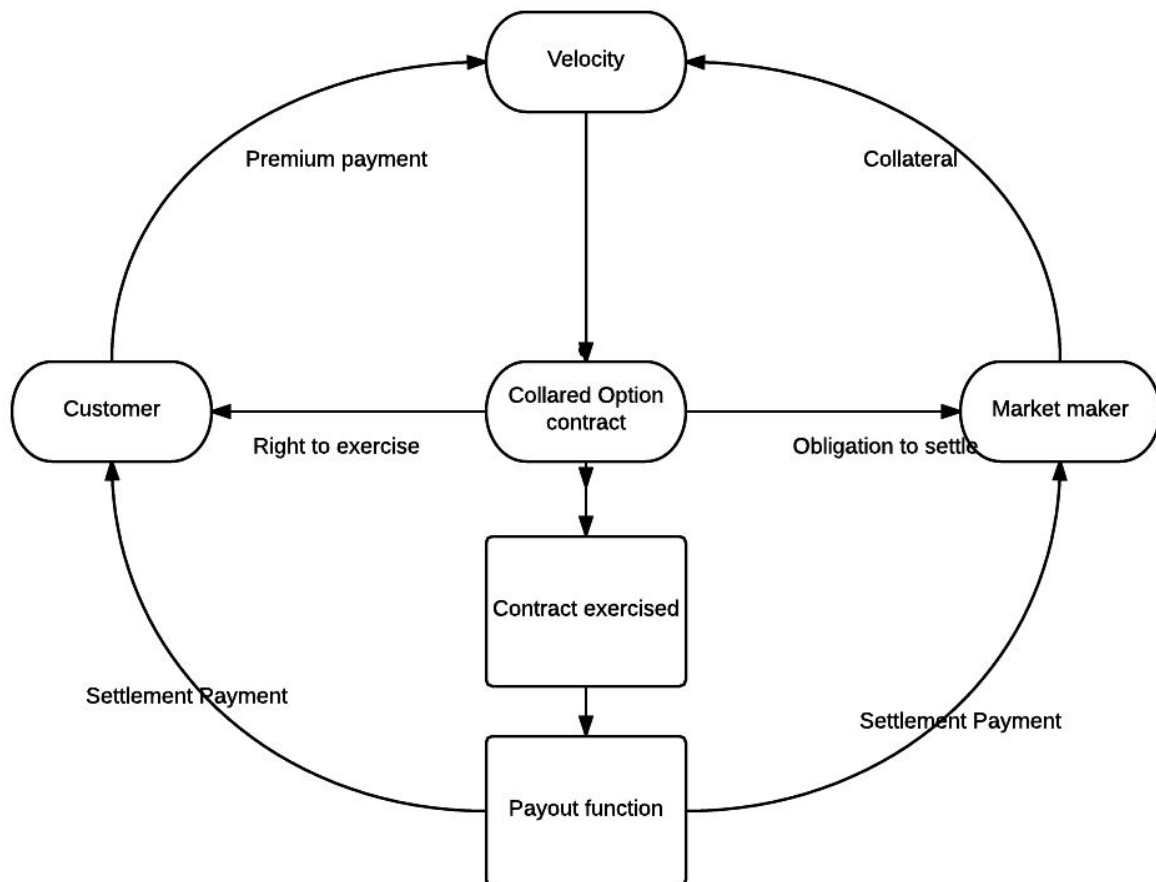 Velocity
Premium payment
Collateral
Customer
Collared Option
contract
Market maker
Right to exercise
Obligation to settle
Contract exercised
Settlement Payment
Settlement Payment
Payout function